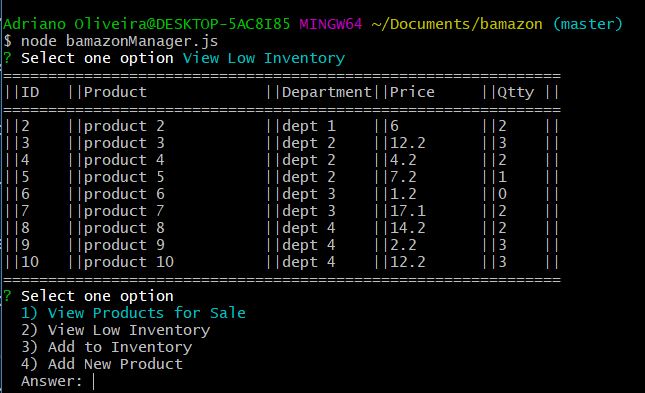 Adriano Oliveira@DESKTOP-5AC8I85 MINGW64 ~/Documents/bamazon (master)
$ node bamazonManager.js
? Select one option View Low Inventory
==============================================================
||ID   ||Product             ||Department||Price      ||Qtty ||
==============================================================
||2    ||product 2           ||dept 1    ||6          ||2    ||
||3    ||product 3           ||dept 2    ||12.2       ||3    ||
||4    ||product 4           ||dept 2    ||4.2        ||2    ||
||5    ||product 5           ||dept 2    ||7.2        ||1    ||
||6    ||product 6           ||dept 3    ||1.2        ||0    ||
||7    ||product 7           ||dept 3    ||17.1       ||2    ||
||8    ||product 8           ||dept 4    ||14.2       ||2    ||
||9    ||product 9           ||dept 4    ||2.2        ||3    ||
||10   ||product 10          ||dept 4    ||12.2       ||3    ||
==============================================================
? Select one option
  1) View Products for Sale
  2) View Low Inventory
  3) Add to Inventory
  4) Add New Product
  Answer: